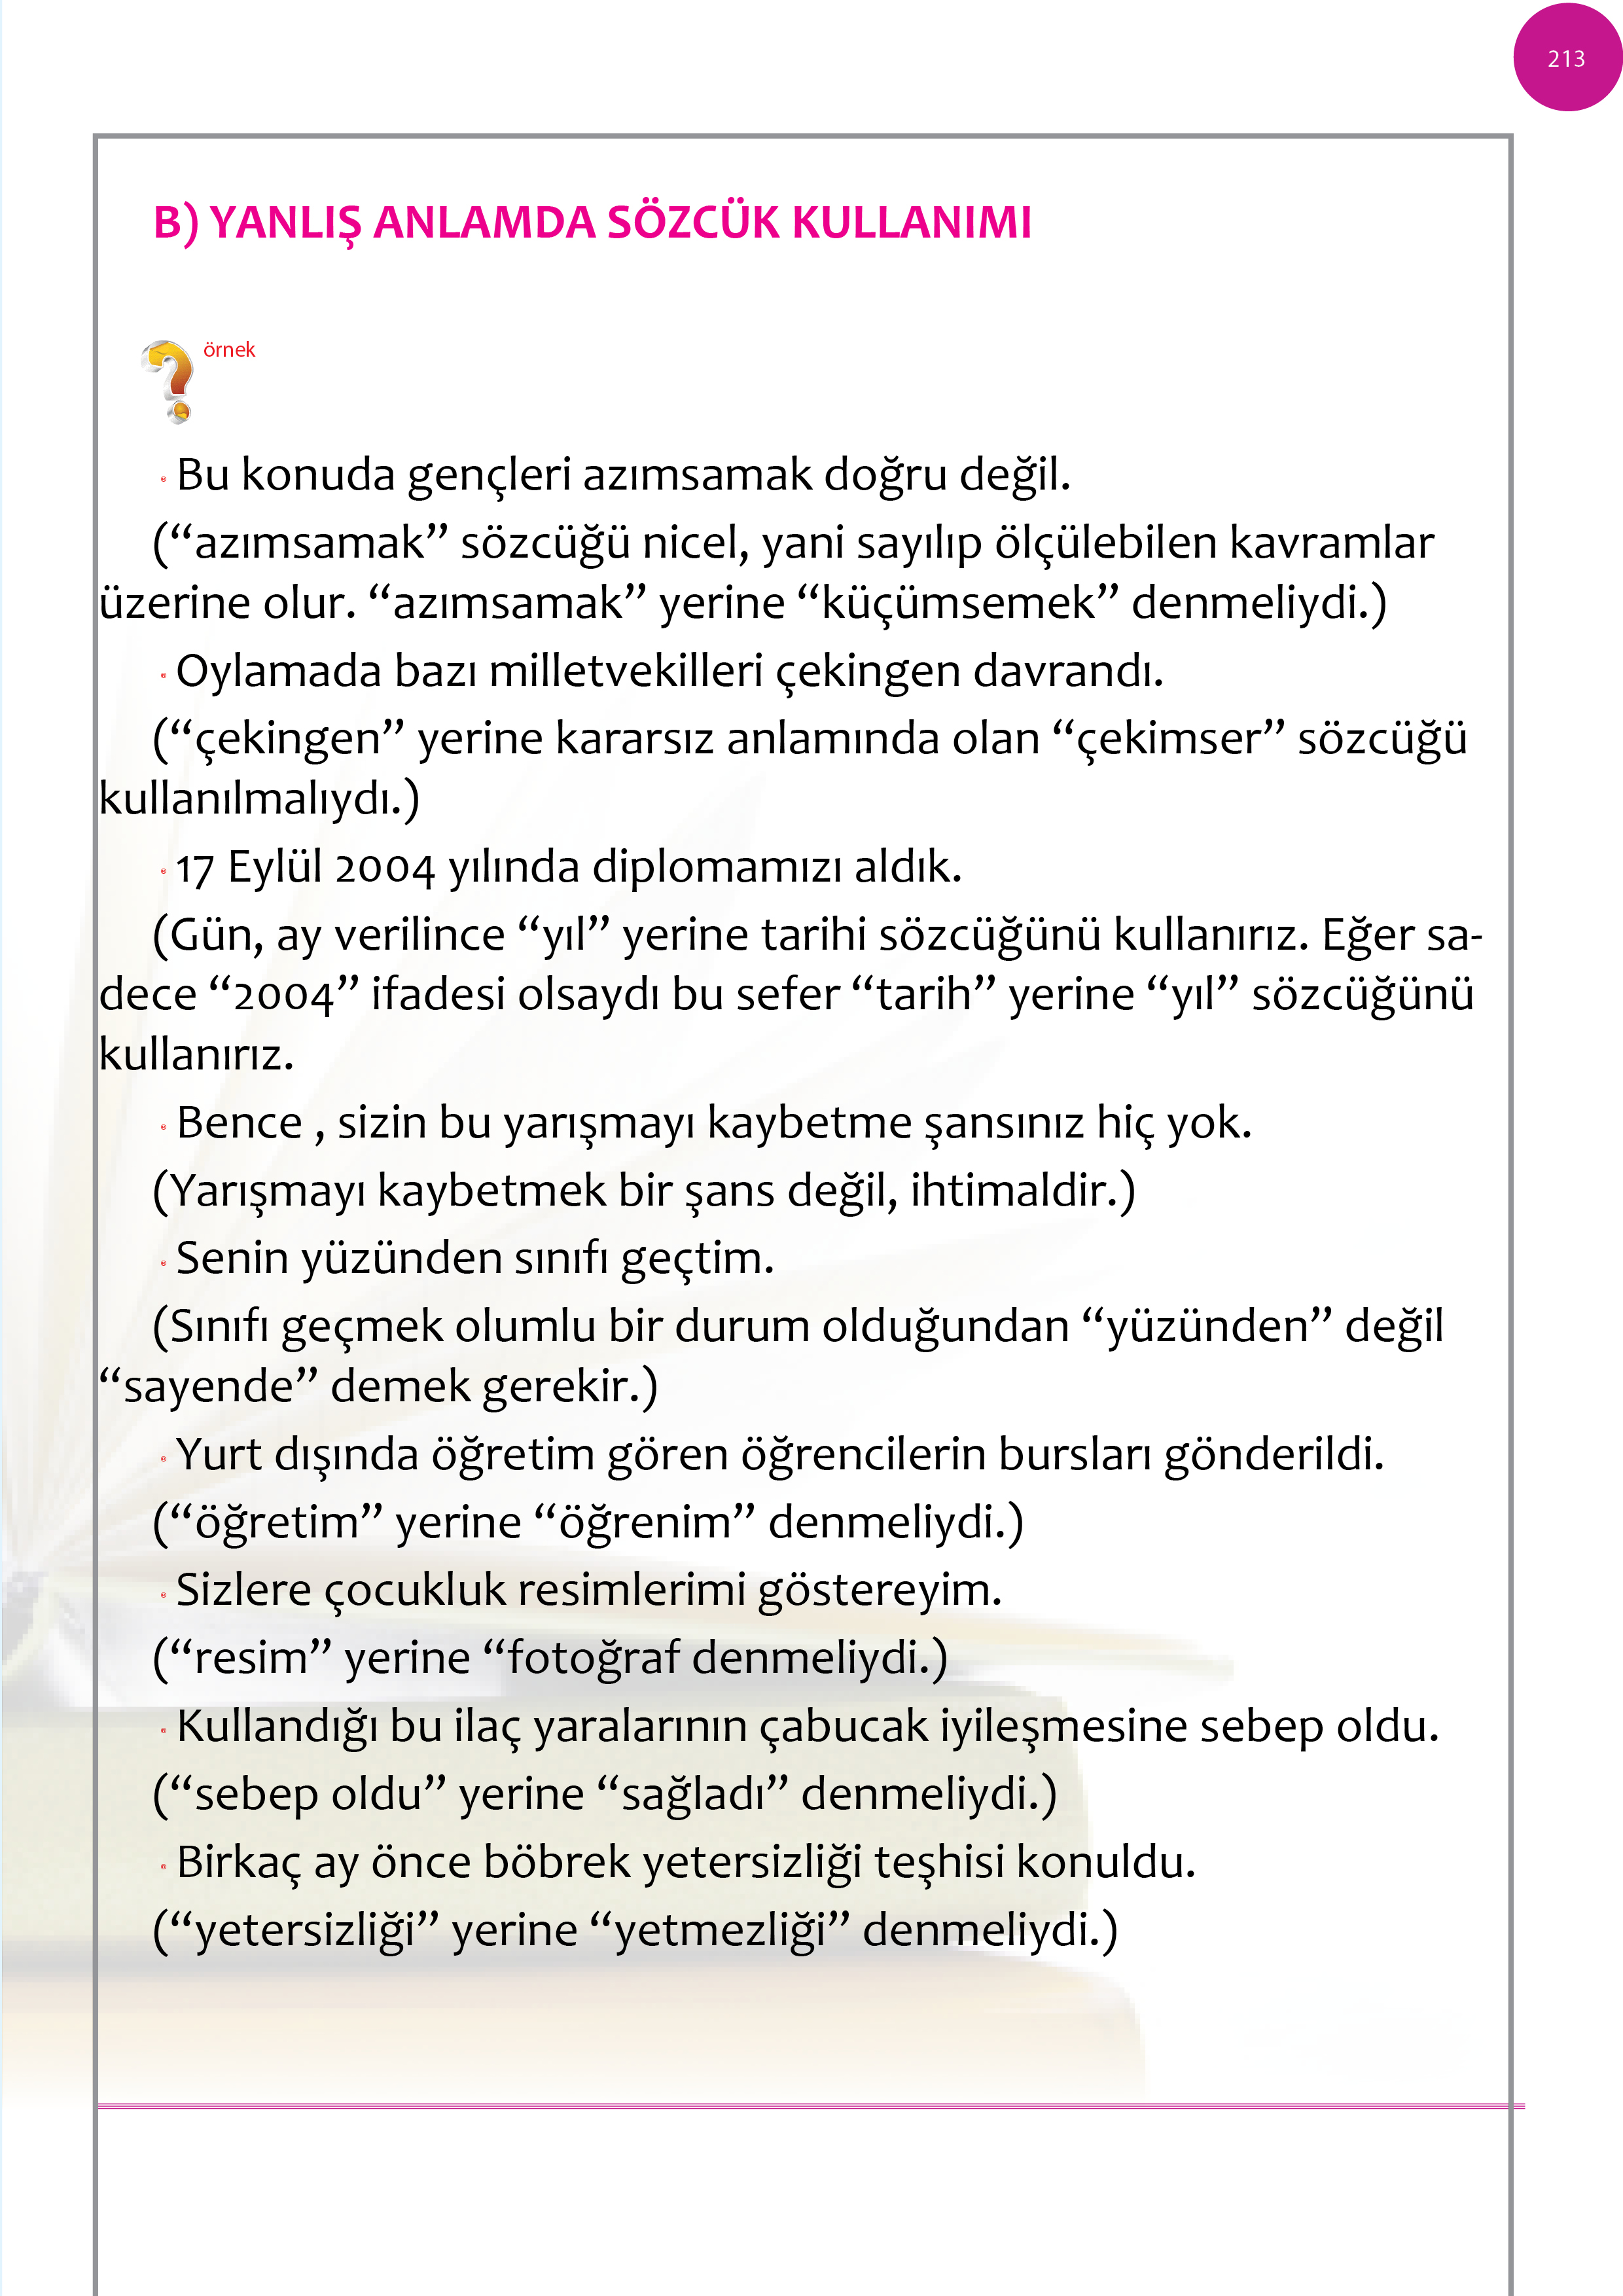 213
B) YANLIŞ ANLAMDA SÖZCÜK KULLANIMI
örnek
• Bu konuda gençleri azımsamak doğru değil.
(“azımsamak” sözcüğü nicel, yani sayılıp ölçülebilen kavramlar
üzerine olur. “azımsamak” yerine “küçümsemek” denmeliydi.)
• Oylamada bazı milletvekilleri çekingen davrandı.
(“çekingen” yerine kararsız anlamında olan “çekimser” sözcüğü
kullanılmalıydı.)
• 17 Eylül 2004 yılında diplomamızı aldık.
(Gün, ay verilince “yıl” yerine tarihi sözcüğünü kullanırız. Eğer sa-
dece “2004” ifadesi olsaydı bu sefer “tarih” yerine “yıl” sözcüğünü
kullanırız.
• Bence , sizin bu yarışmayı kaybetme şansınız hiç yok.
(Yarışmayı kaybetmek bir şans değil, ihtimaldir.)
• Senin yüzünden sınıfı geçtim.
(Sınıfı geçmek olumlu bir durum olduğundan “yüzünden” değil
“sayende” demek gerekir.)
• Yurt dışında öğretim gören öğrencilerin bursları gönderildi.
(“öğretim” yerine “öğrenim” denmeliydi.)
• Sizlere çocukluk resimlerimi göstereyim.
(“resim” yerine “fotoğraf denmeliydi.)
• Kullandığı bu ilaç yaralarının çabucak iyileşmesine sebep oldu.
(“sebep oldu” yerine “sağladı” denmeliydi.)
• Birkaç ay önce böbrek yetersizliği teşhisi konuldu.
(“yetersizliği” yerine “yetmezliği” denmeliydi.)